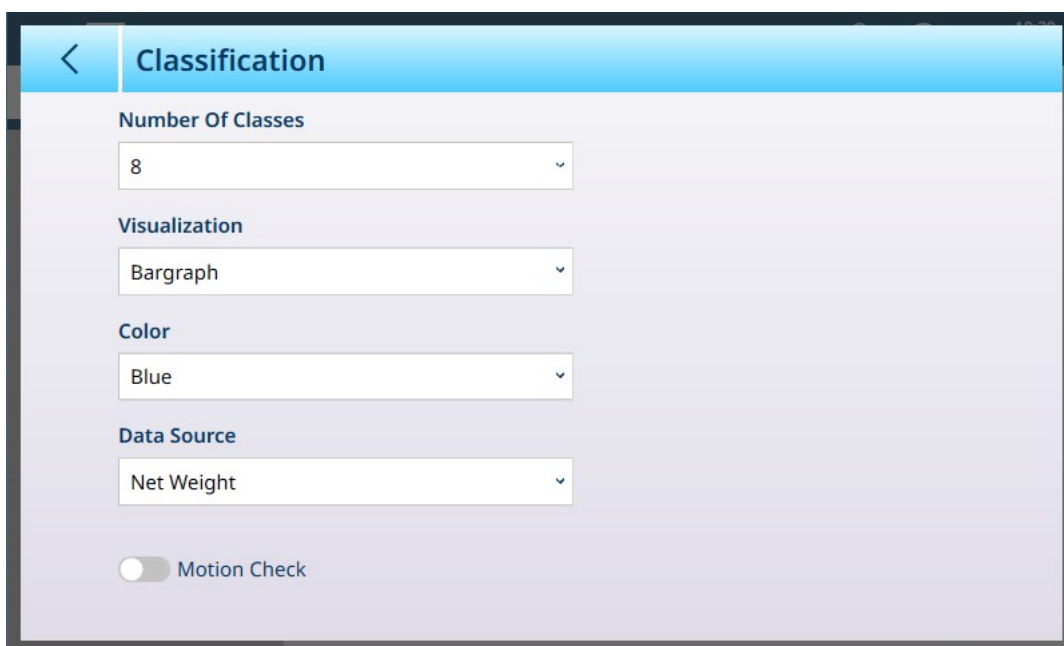 Classification
Number Of Classes
8
Visualization
Bargraph
Color
Blue
Data Source
Net Weight
Motion Check